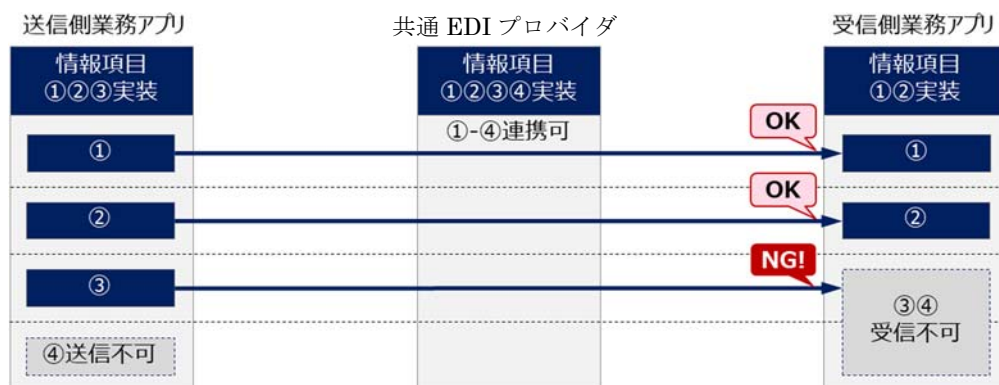 送信側業務アプリ
共通 EDI プロバイダ
受信側業務アプリ
情報項目
①②③実装
情報項目
①②③④実装
情報項目
①②実装
①-④連携可
OK
①
①
OK
②
②
NG!
③
③④
受信不可
④送信不可